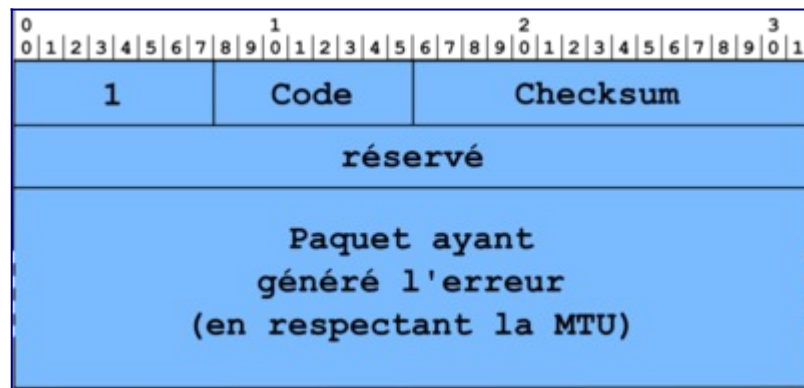 0 1 2 3
0|1|2|3|4|5|6|7|8|9|0|1|2|3|4|5|6|7|8|9|0|1|2|3|4|5|6|7|8|9|0|1
1 Code Checksum
réservé
Paquet ayant
généré l'erreur
(en respectant la MTU)